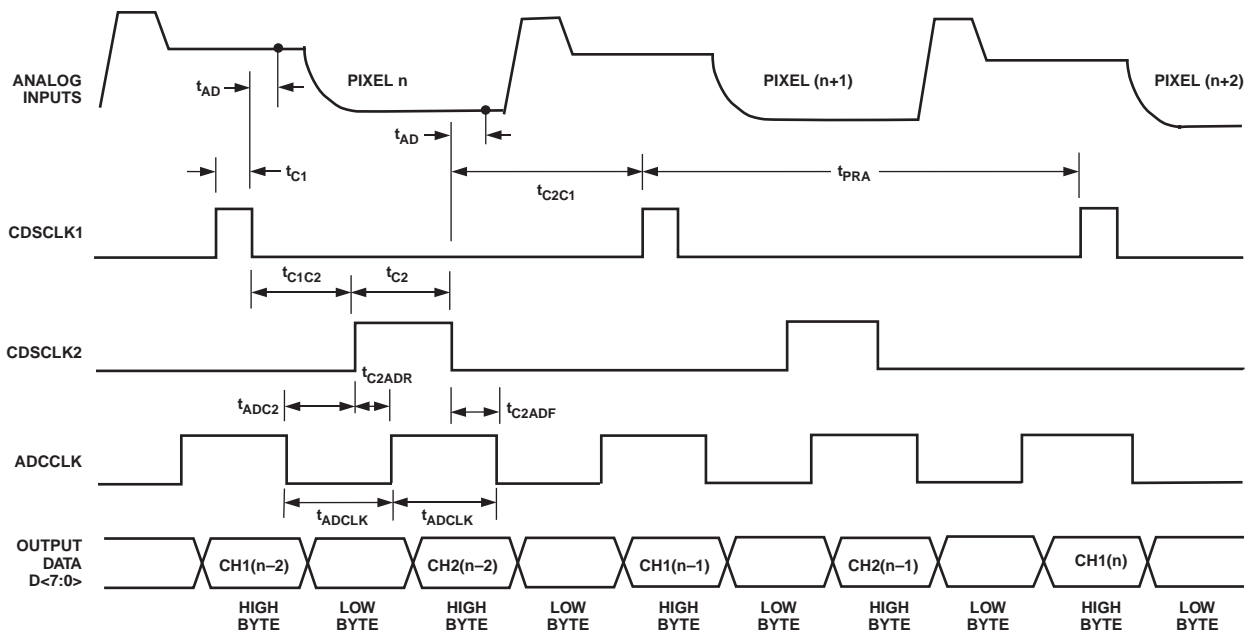 ANALOG
INPUTS
PIXEL n
PIXEL (n+1)
PIXEL (n+2)
tAD
tAD
tC1
tC2C1
tPRA
CDSCLK1
tC1C2
tC2
CDSCLK2
tC2ADR
tADC2
tC2ADF
ADCCLK
tADCLK
tADCLK
OUTPUT
DATA
D<7:0>
CH1(n–2)
CH2(n–2)
CH1(n–1)
CH2(n–1)
CH1(n)
HIGH
BYTE
LOW
BYTE
HIGH
BYTE
LOW
BYTE
HIGH
BYTE
LOW
BYTE
HIGH
BYTE
LOW
BYTE
HIGH
BYTE
LOW
BYTE